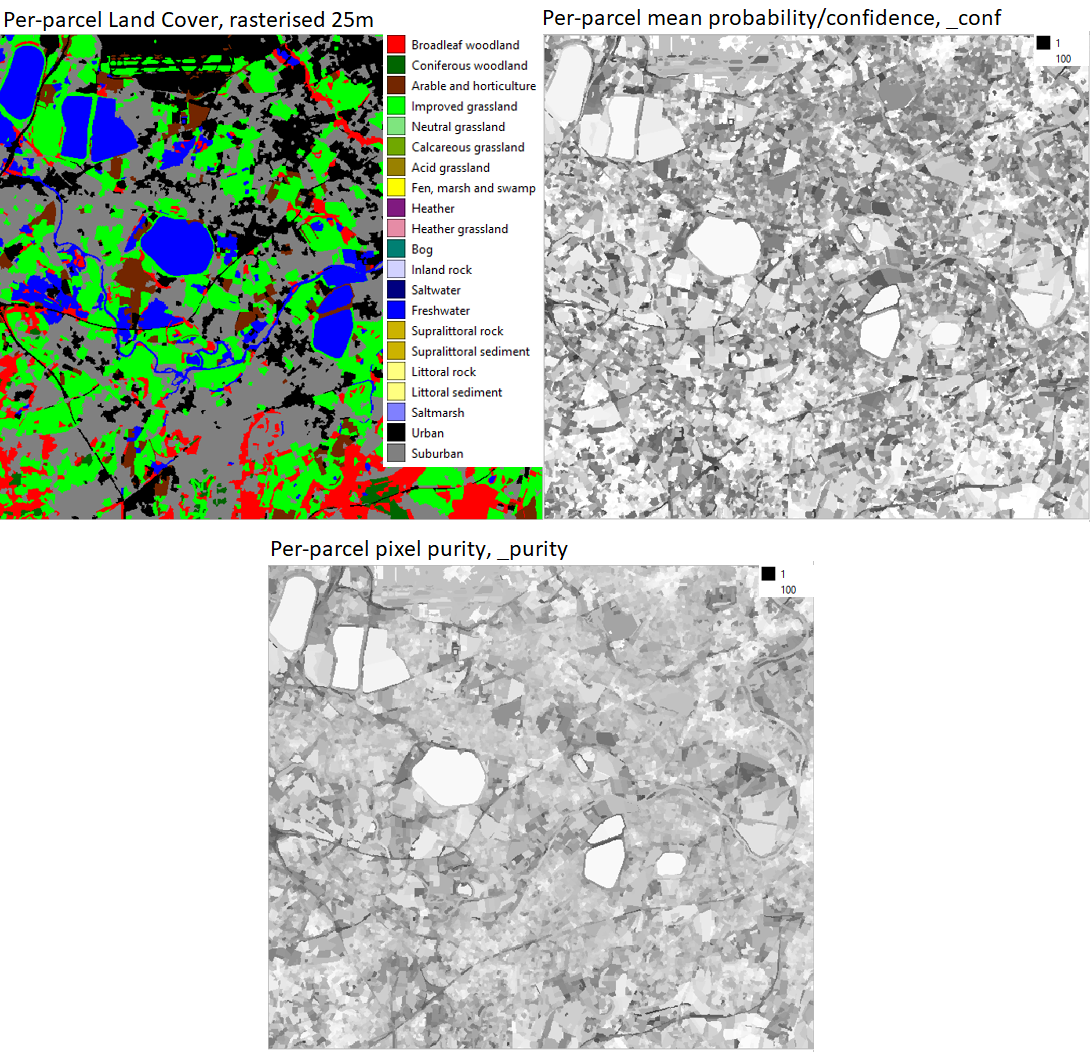 Per-parcel Land Cover, rasterised 25m
Broadleaf woodland
Coniferous woodland
Arable and horticulture
Improved grassland
Neutral grassland
Calcareous grassland
Acid grassland
Fen, marsh and swamp
Heather
Heather grassland
Bog
Inland rock
Saltwater
Freshwater
Supralittoral rock
Supralittoral sediment
Littoral rock
Littoral sediment
Saltmarsh
Urban
Suburban
Per-parcel mean probability/confidence, _conf
1
100
Per-parcel pixel purity, _purity
1
100